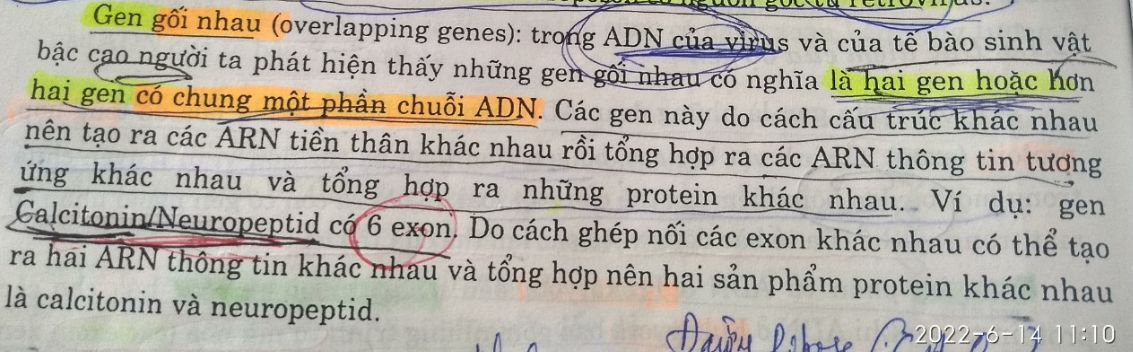 Gen gối nhau (overlapping genes): trong ADN của virus và của tế bào sinh vật
bậc cao người ta phát hiện thấy những gen gối nhau có nghĩa là hai gen hoặc hơn
hai gen có chung một phần chuỗi ADN. Các gen này do cách cấu trúc khác nhau
nên tạo ra các ARN tiền thân khác nhau rồi tổng hợp ra các ARN thông tin tương
ứng khác nhau và tổng hợp ra những protein khác nhau. Ví dụ: gen
Calcitonin/Neuropeptid có 6 exon. Do cách ghép nối các exon khác nhau có thể tạo
ra hai ARN thông tin khác nhau và tổng hợp nên hai sản phẩm protein khác nhau
là calcitonin và neuropeptid.
2022-6-14 11:10